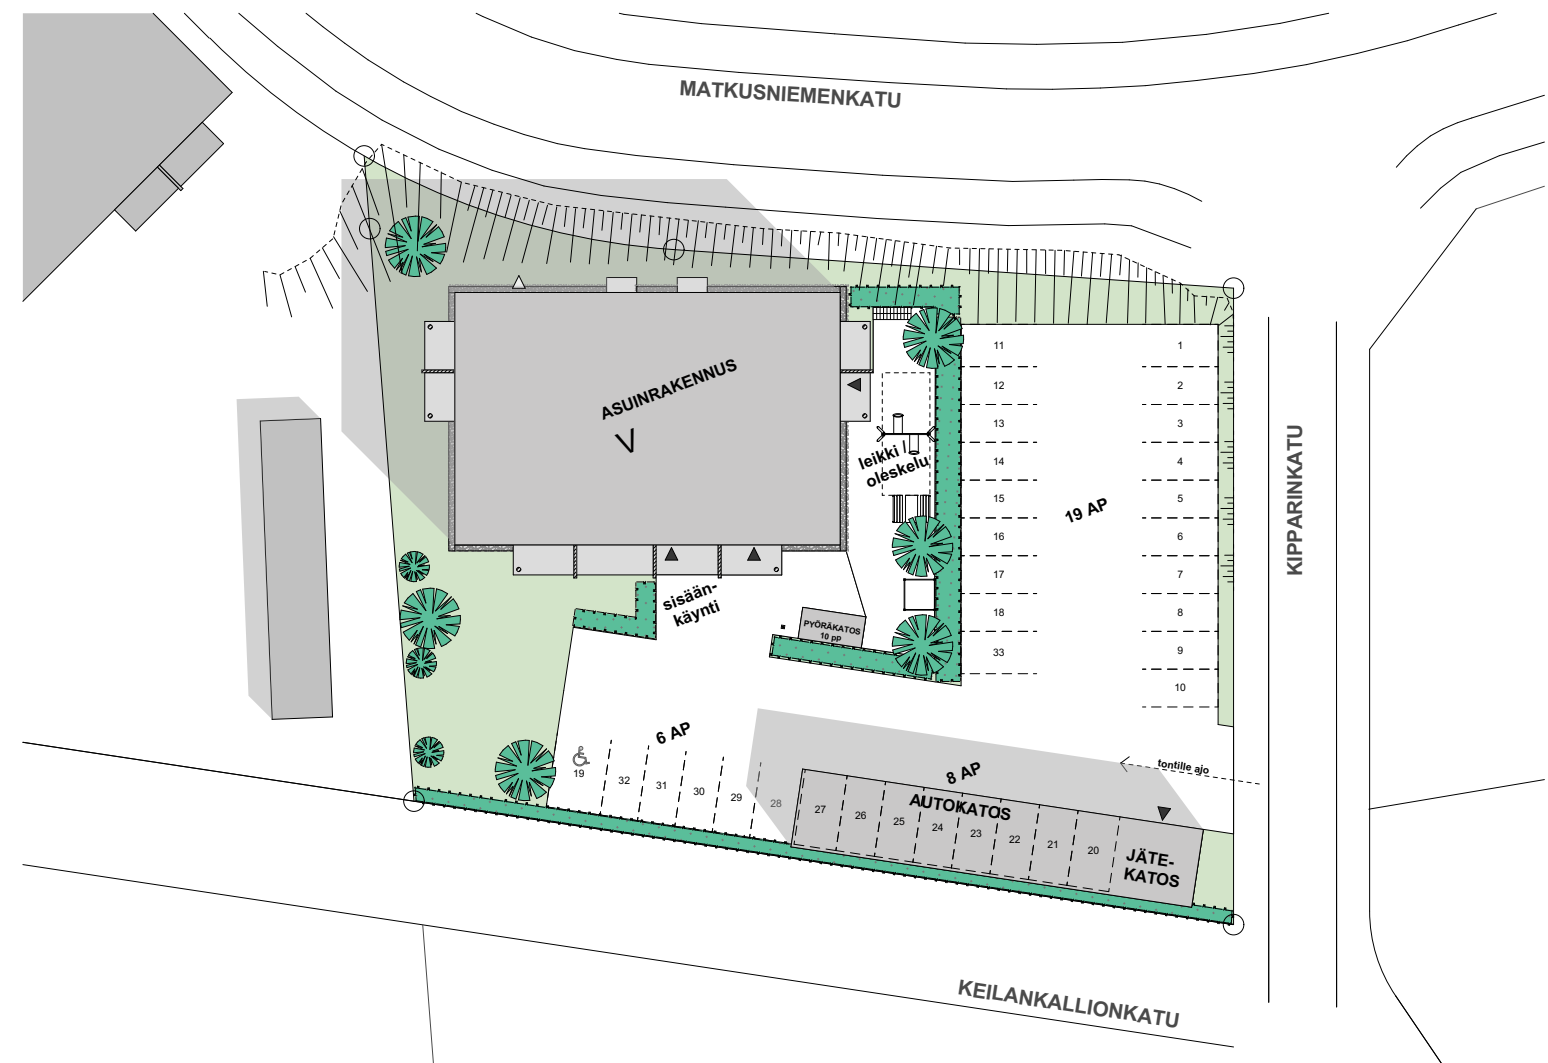 MATKUSNIEMENKATU
ASUINRAKENNUS
V
leikki /
oleskelu
sisään-
käynti
PYÖRÄKATOS
10 pp
11
12
13
14
15
16
17
18
33
19 AP
1
2
3
4
5
6
7
8
9
10
KIPPARINKATU
6 AP
19
32
31
30
29
28
8 AP
AUTOKATOS
27
26
25
24
23
22
21
20
JÄTE-
KATOS
tontille ajo
KEILANKALLIONKATU